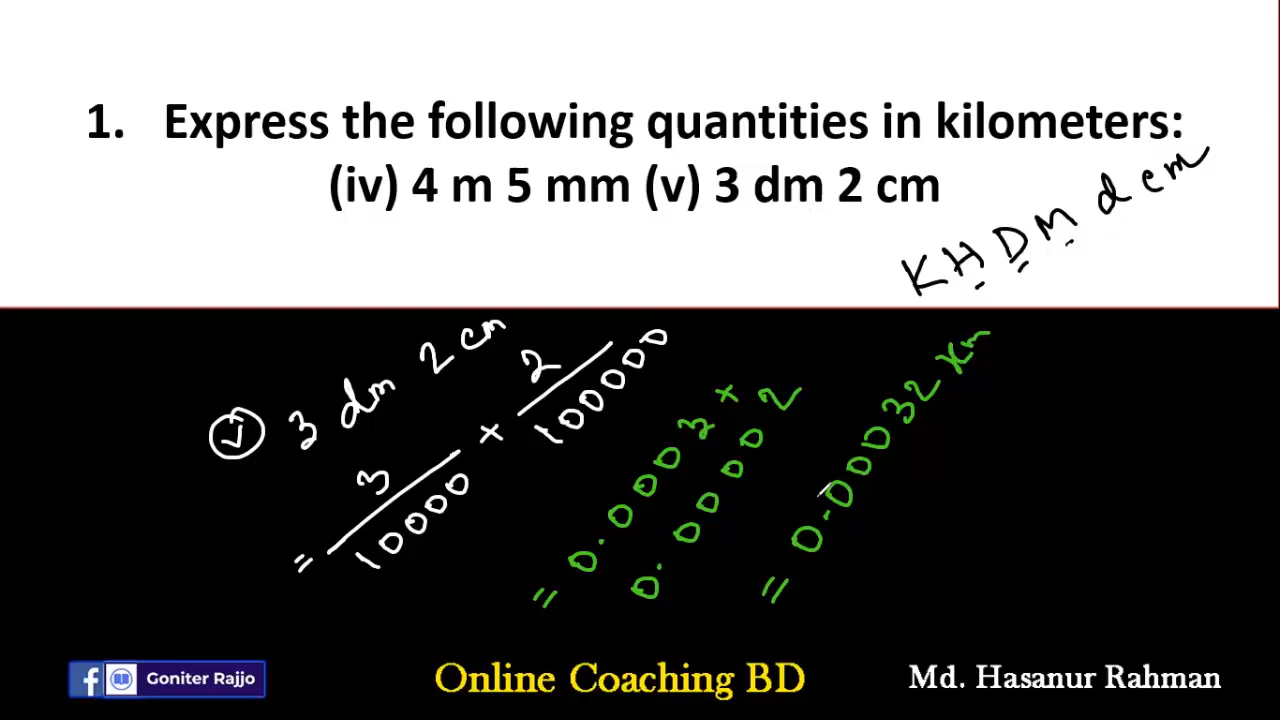 1. Express the following quantities in kilometers:
(iv) 4 m 5 mm (v) 3 dm 2 cm
K H D M d c m
(v) 3 dm 2 cm
= 3/10000 + 2/100000
= 0.0003 +
0.00002
= 0.00032 Km
Goniter Rajjo
Online Coaching BD
Md. Hasanur Rahman